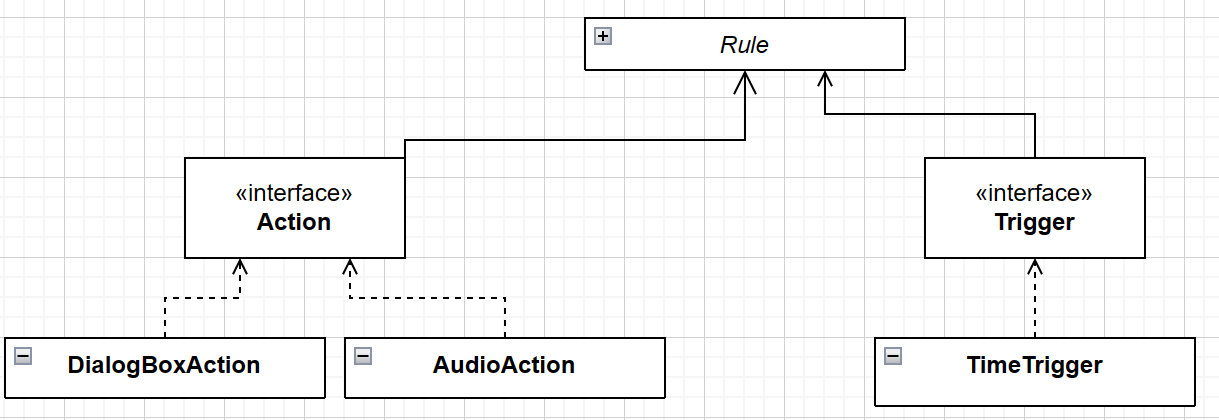 Rule
«interface»
Action
«interface»
Trigger
DialogBoxAction
AudioAction
TimeTrigger